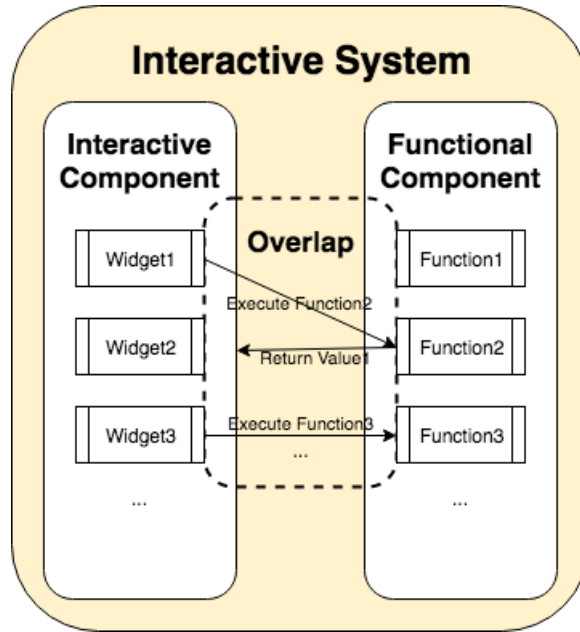 Interactive System
Interactive
Component
Functional
Component
Overlap
Widget1
Function1
Execute Function2
Widget2
Function2
Return Value1
Widget3
Execute Function3
Function3
...
...
...